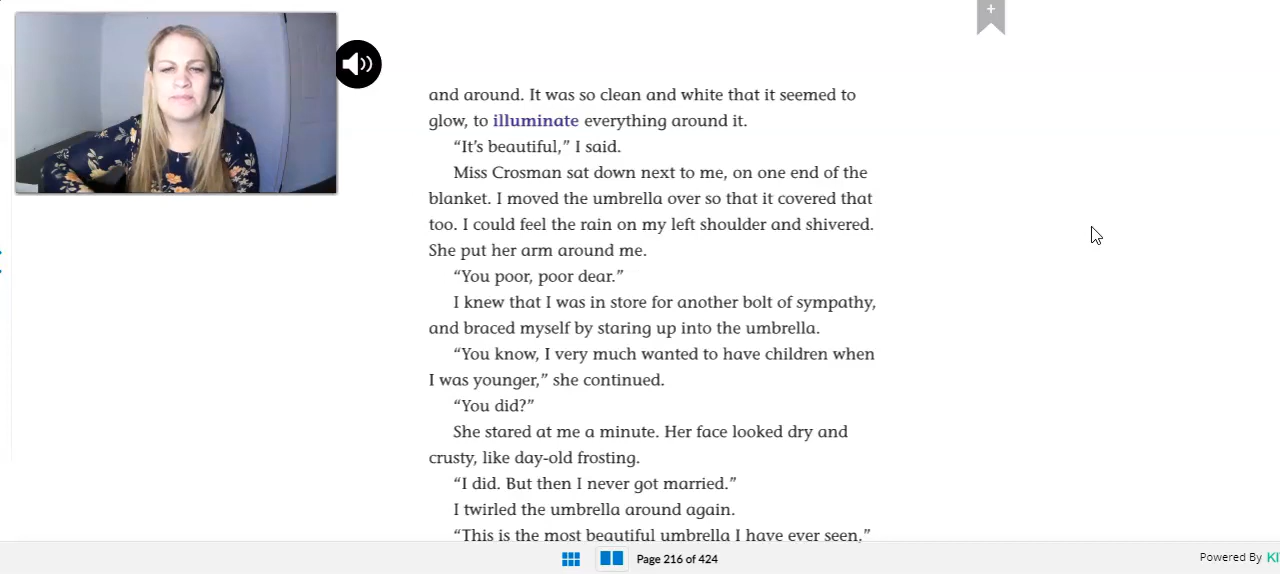 and around. It was so clean and white that it seemed to
glow, to illuminate everything around it.
“It’s beautiful,” I said.
Miss Crosman sat down next to me, on one end of the
blanket. I moved the umbrella over so that it covered that
too. I could feel the rain on my left shoulder and shivered.
She put her arm around me.
“You poor, poor dear.”
I knew that I was in store for another bolt of sympathy,
and braced myself by staring up into the umbrella.
“You know, I very much wanted to have children when
I was younger,” she continued.
“You did?”
She stared at me a minute. Her face looked dry and
crusty, like day-old frosting.
“I did. But then I never got married.”
I twirled the umbrella around again.
“This is the most beautiful umbrella I have ever seen,”
Page 216 of 424
Powered By